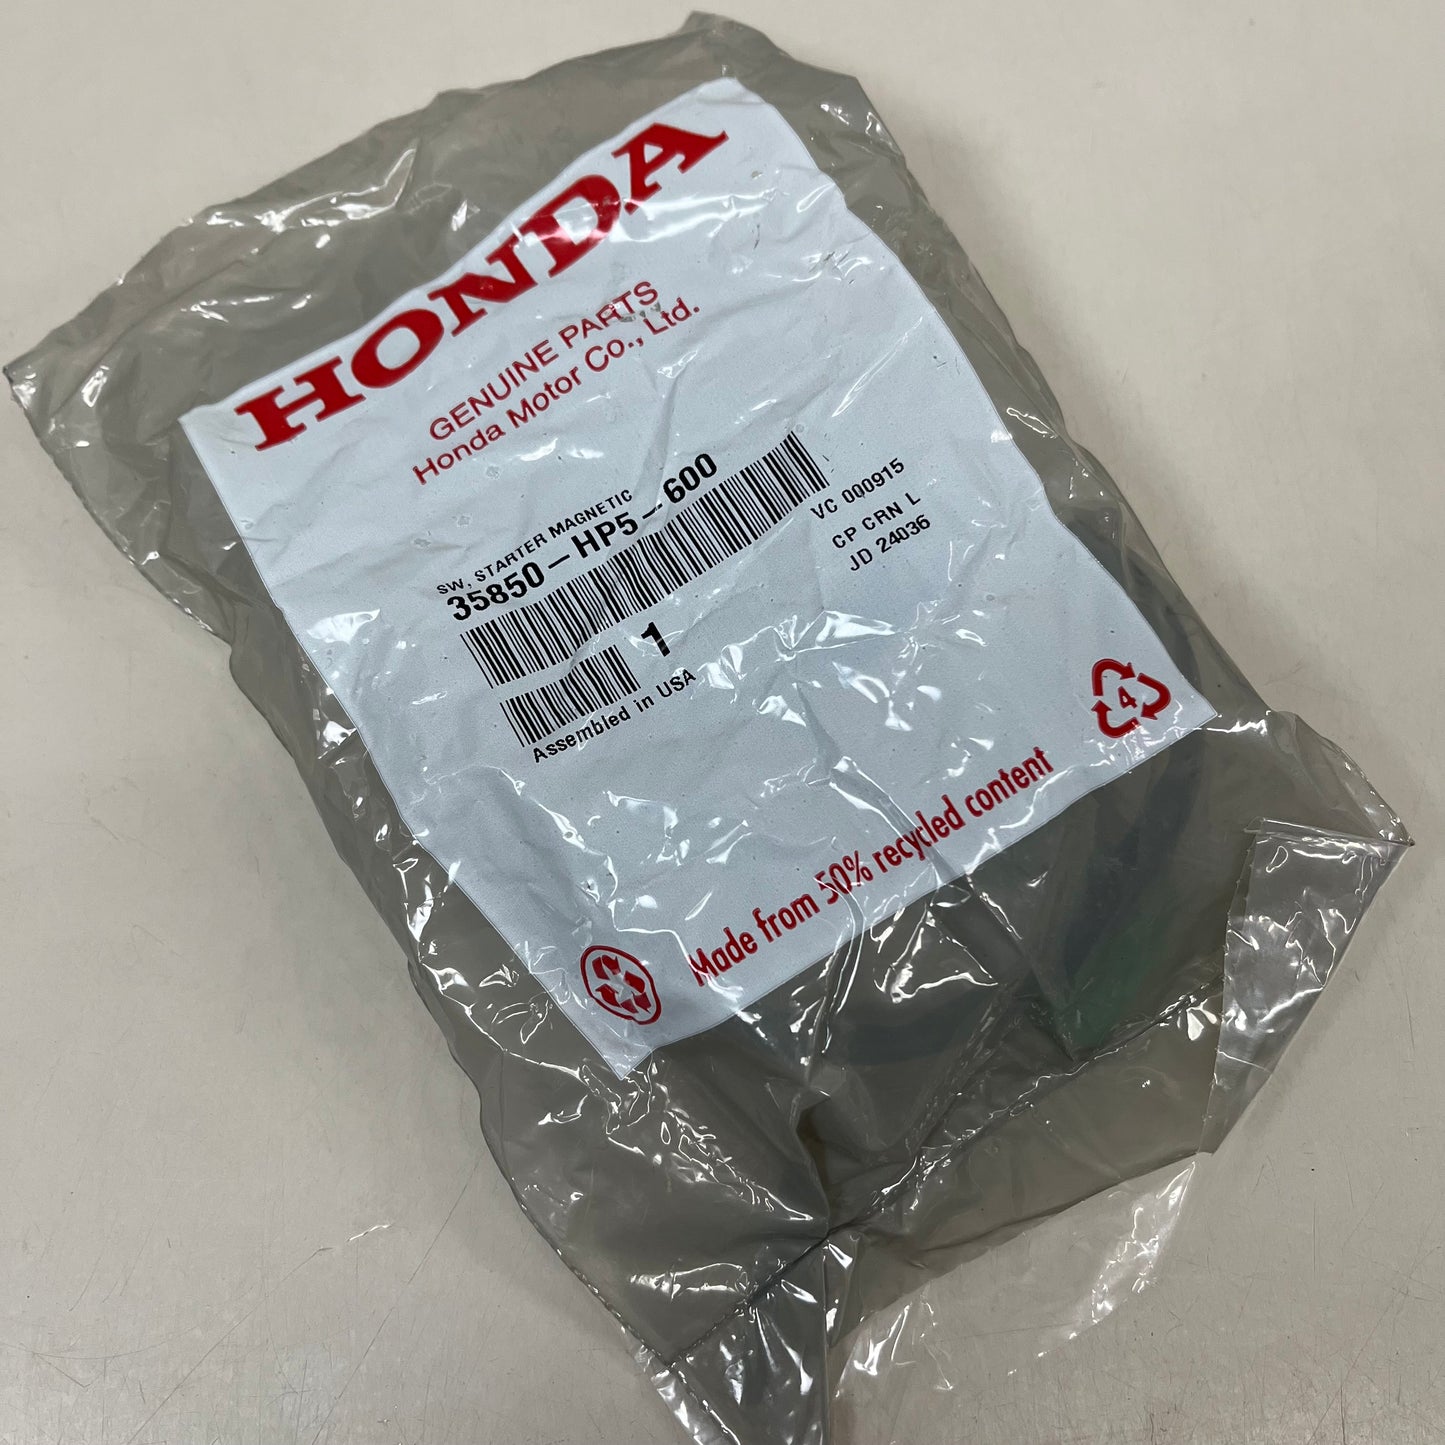 HONDA
GENUINE PARTS
Honda Motor Co., Ltd.
SW, STARTER MAGNETIC
35850-HP5-600
1
Assembled in USA
VC 000915
CP CRN L
JD 24036
4
Made from 50% recycled content